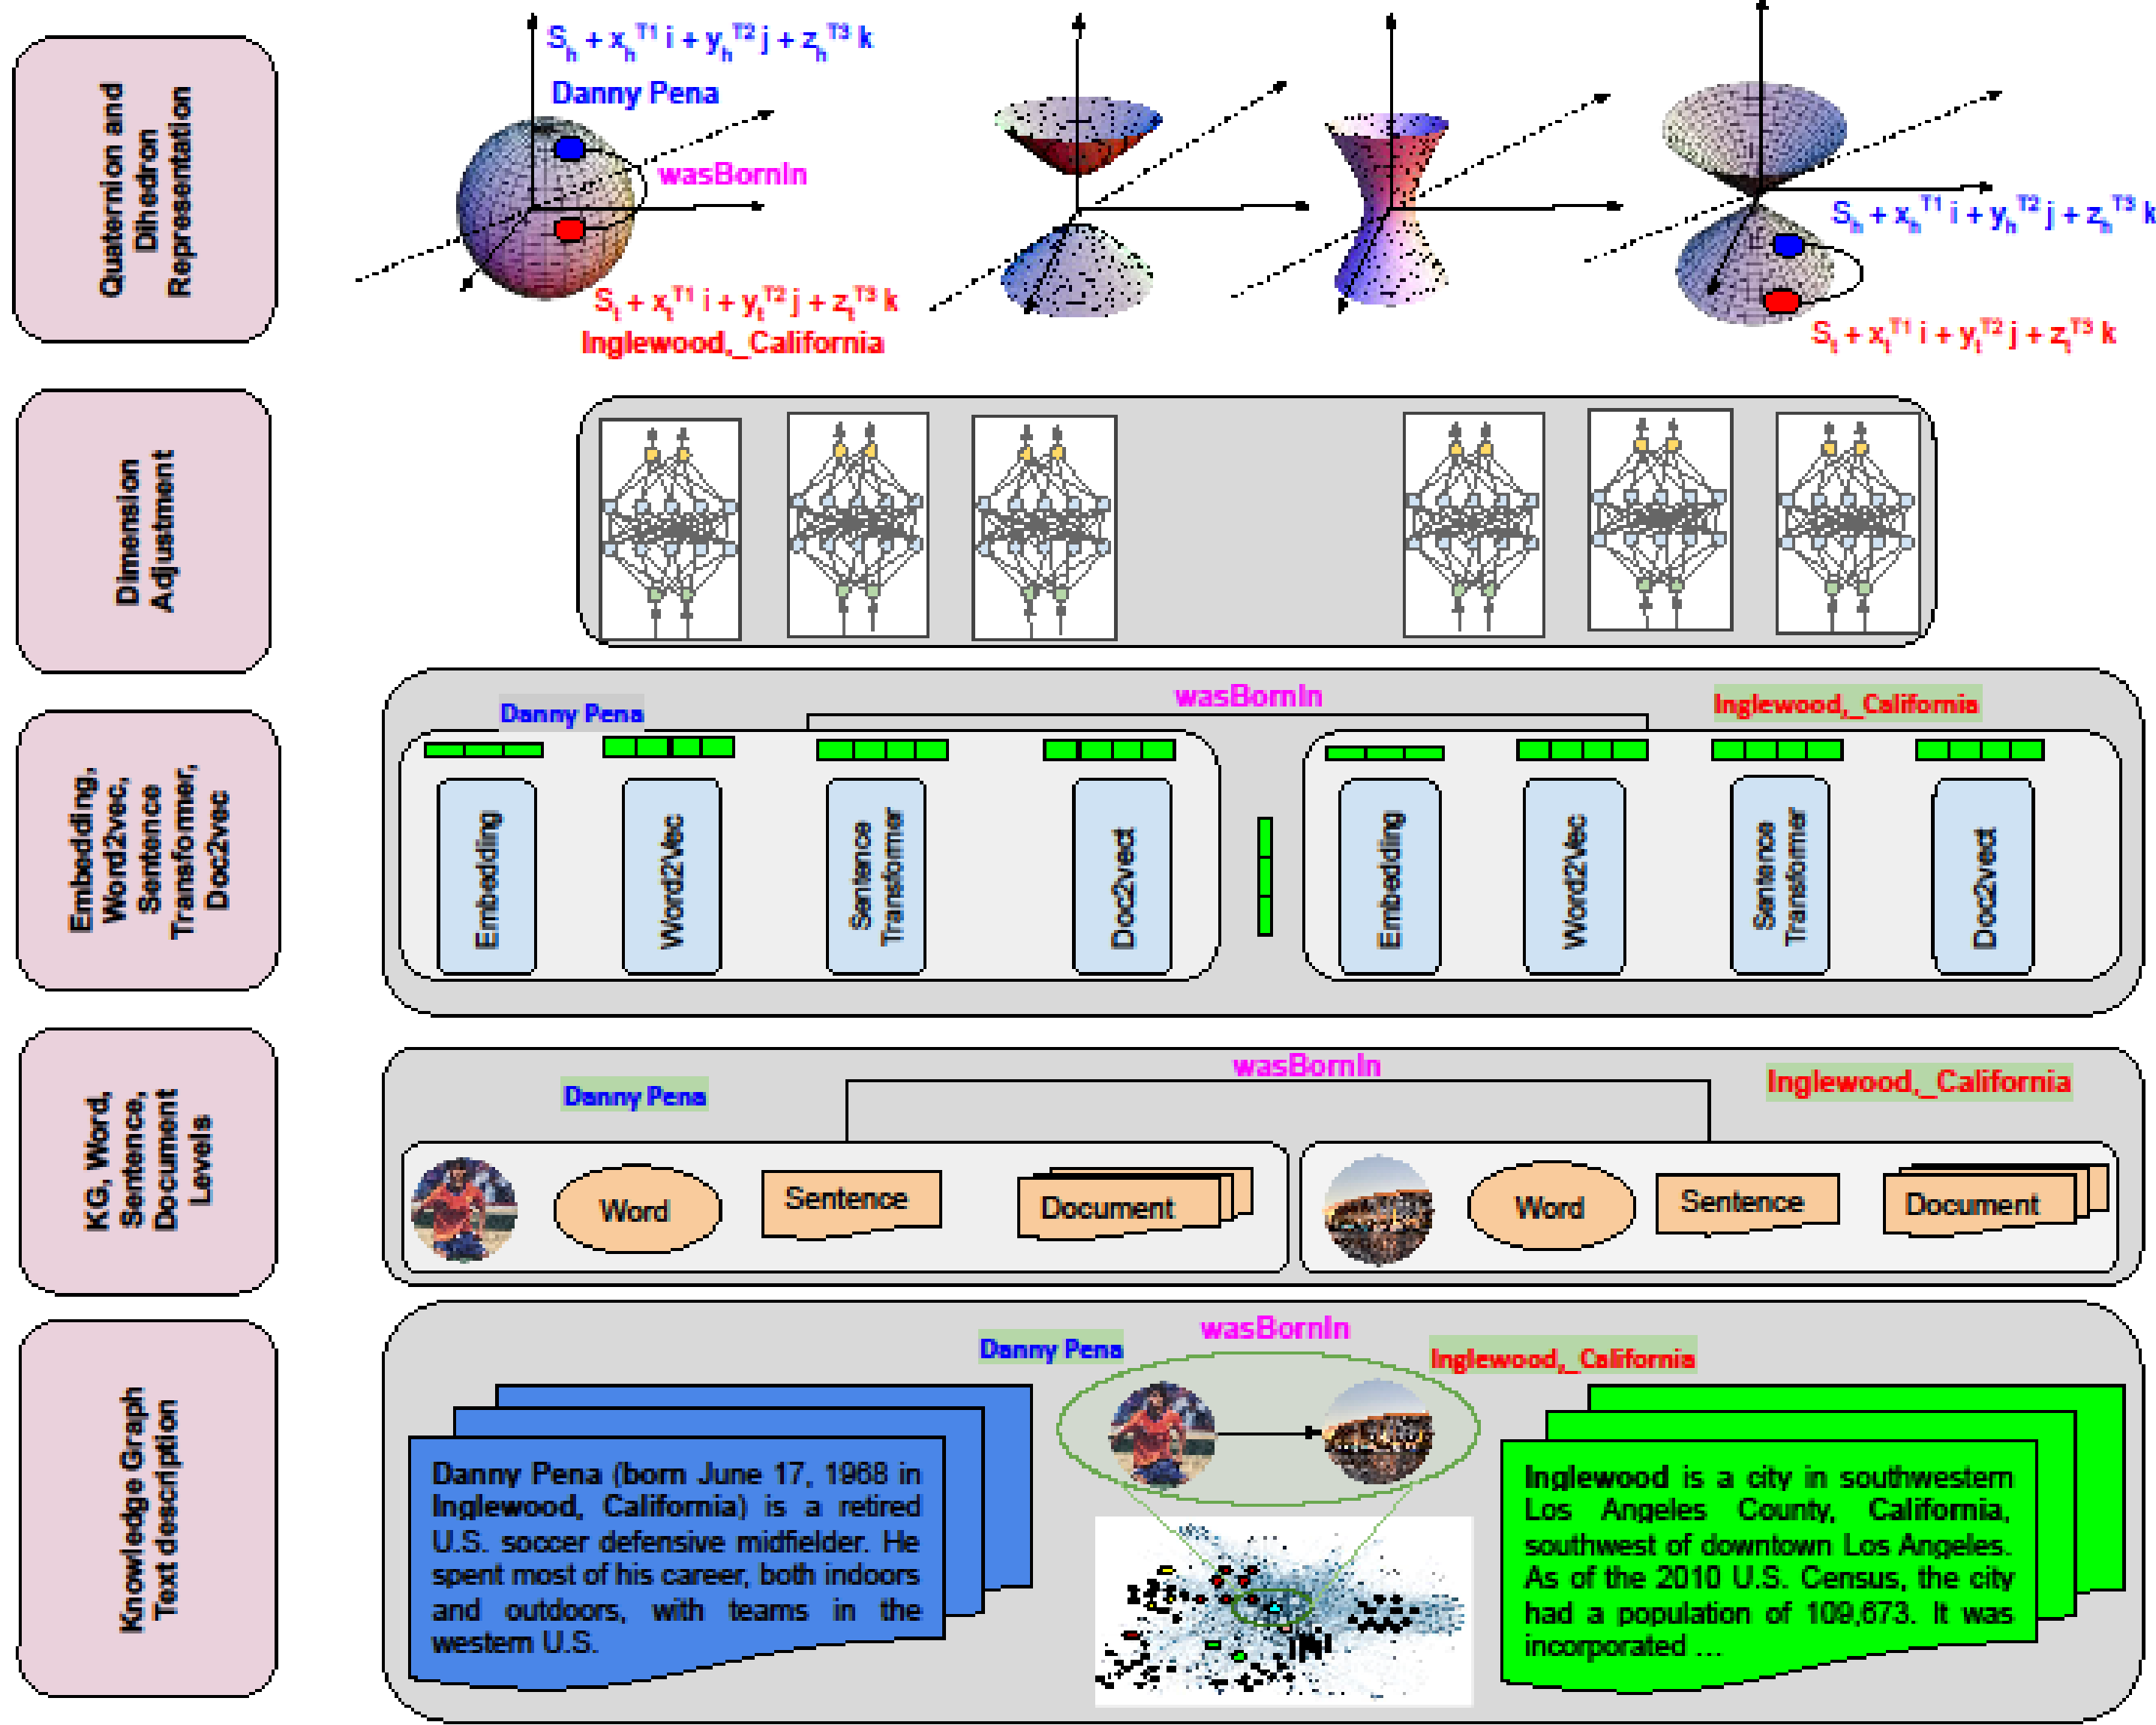 Quaternion and
Dihedron
Representation
S_h + x_h^T1 i + y_h^T2 j + z_h^T3 k
Danny Pena
wasBornIn
S_t + x_t^T1 i + y_t^T2 j + z_t^T3 k
Inglewood,_California
S_h + x_h^T1 i + y_h^T2 j + z_h^T3 k
S_t + x_t^T1 i + y_t^T2 j + z_t^T3 k
Dimension
Adjustment
Embedding,
Word2vec,
Sentence
Transformer,
Doc2vec
Danny Pena
wasBornIn
Inglewood,_California
Embedding
Word2Vec
Sentence
Transformer
Doc2vect
Embedding
Word2Vec
Sentence
Transformer
Doc2vect
KG, Word,
Sentence,
Document
Levels
Danny Pena
wasBornIn
Inglewood,_California
Word
Sentence
Document
Word
Sentence
Document
Knowledge Graph
Text description
Danny Pena
wasBornIn
Inglewood,_California
Danny Pena (born June 17, 1968 in
Inglewood, California) is a retired
U.S. soccer defensive midfielder. He
spent most of his career, both indoors
and outdoors, with teams in the
western U.S.
Inglewood is a city in southwestern
Los Angeles County, California,
southwest of downtown Los Angeles.
As of the 2010 U.S. Census, the city
had a population of 109,673. It was
incorporated ...